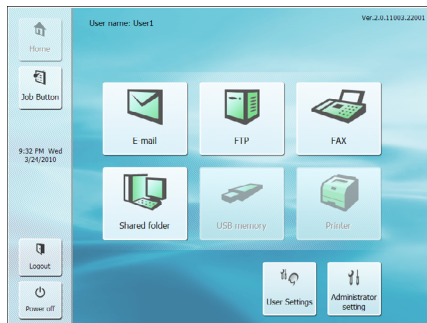 User name: User1
Ver.2.0.11003.22001
Home
Job Button
9:32 PM Wed
3/24/2010
E-mail
FTP
FAX
Shared folder
USB memory
Printer
Logout
Power off
User Settings
Administrator
setting